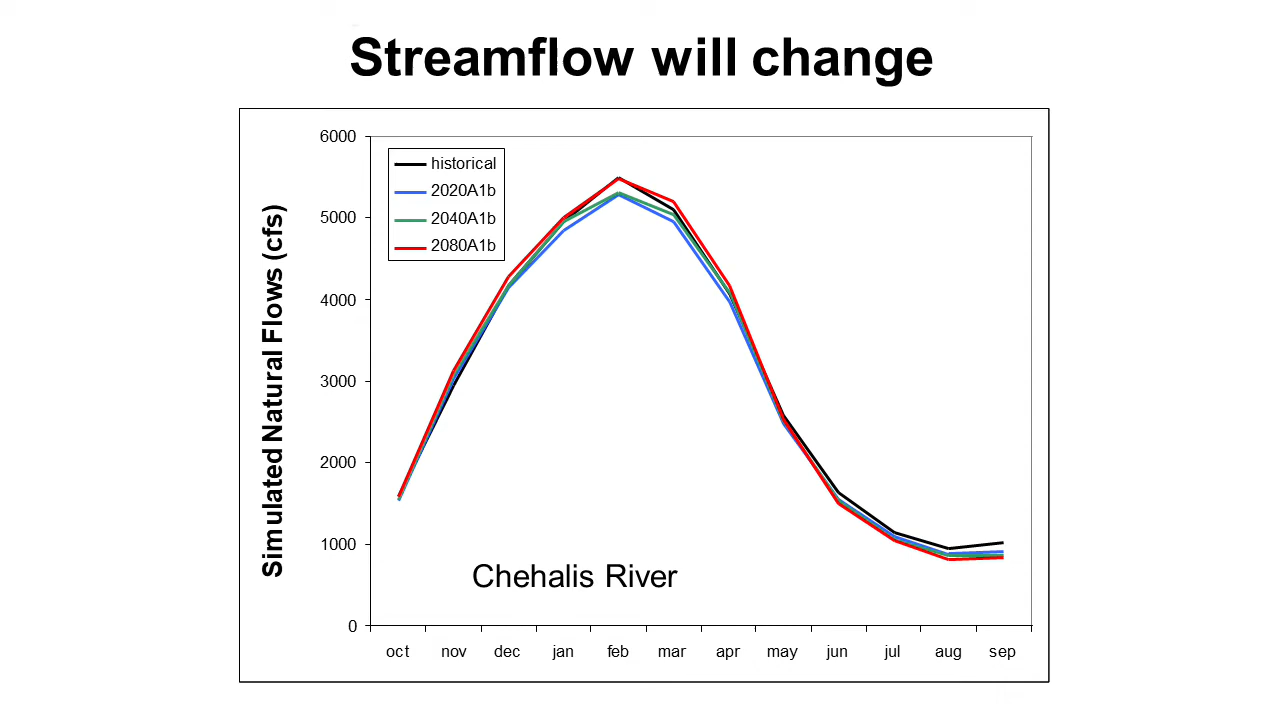 Streamflow will change
6000
5000
4000
3000
2000
1000
0
Simulated Natural Flows (cfs)
historical
2020A1b
2040A1b
2080A1b
Chehalis River
oct nov dec jan feb mar apr may jun jul aug sep